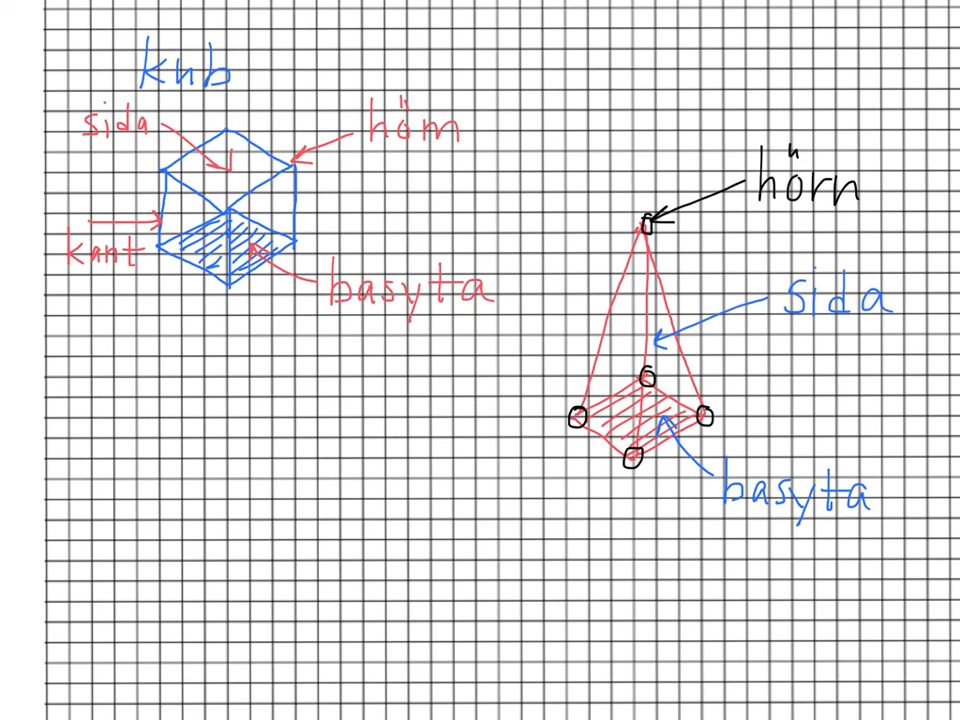 kub
sida
hörn
kant
basyta
hörn
sida
basyta